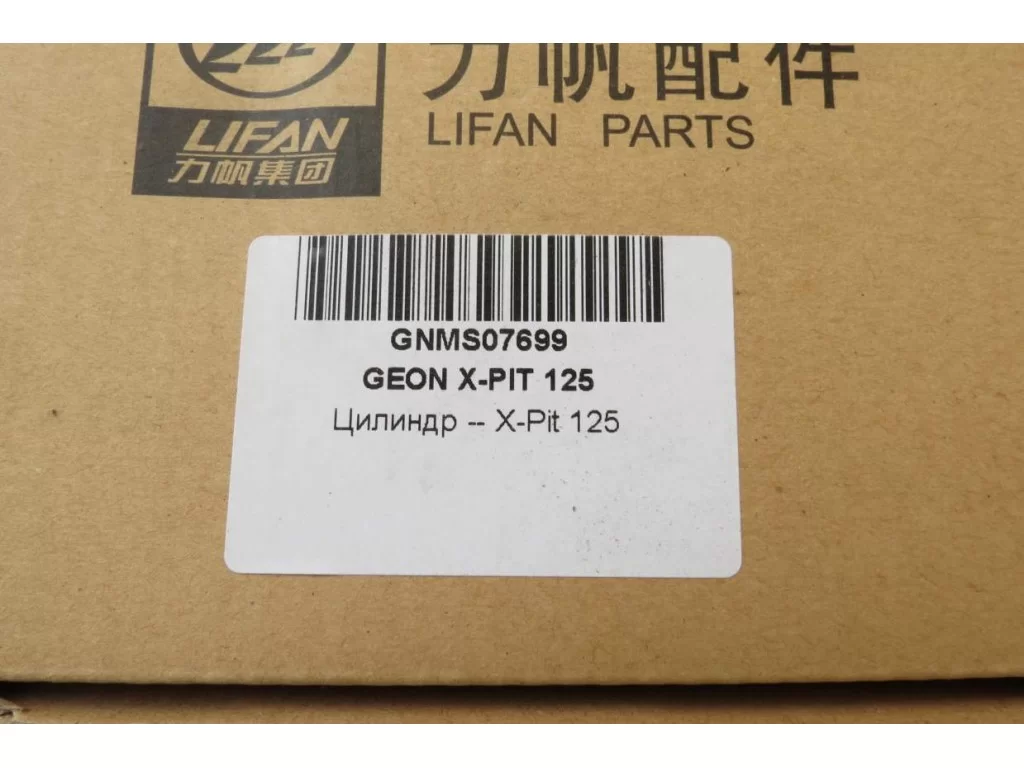 力帆配件
LIFAN PARTS
LIFAN
力帆集团
GNMS07699
GEON X-PIT 125
Цилиндр -- X-Pit 125